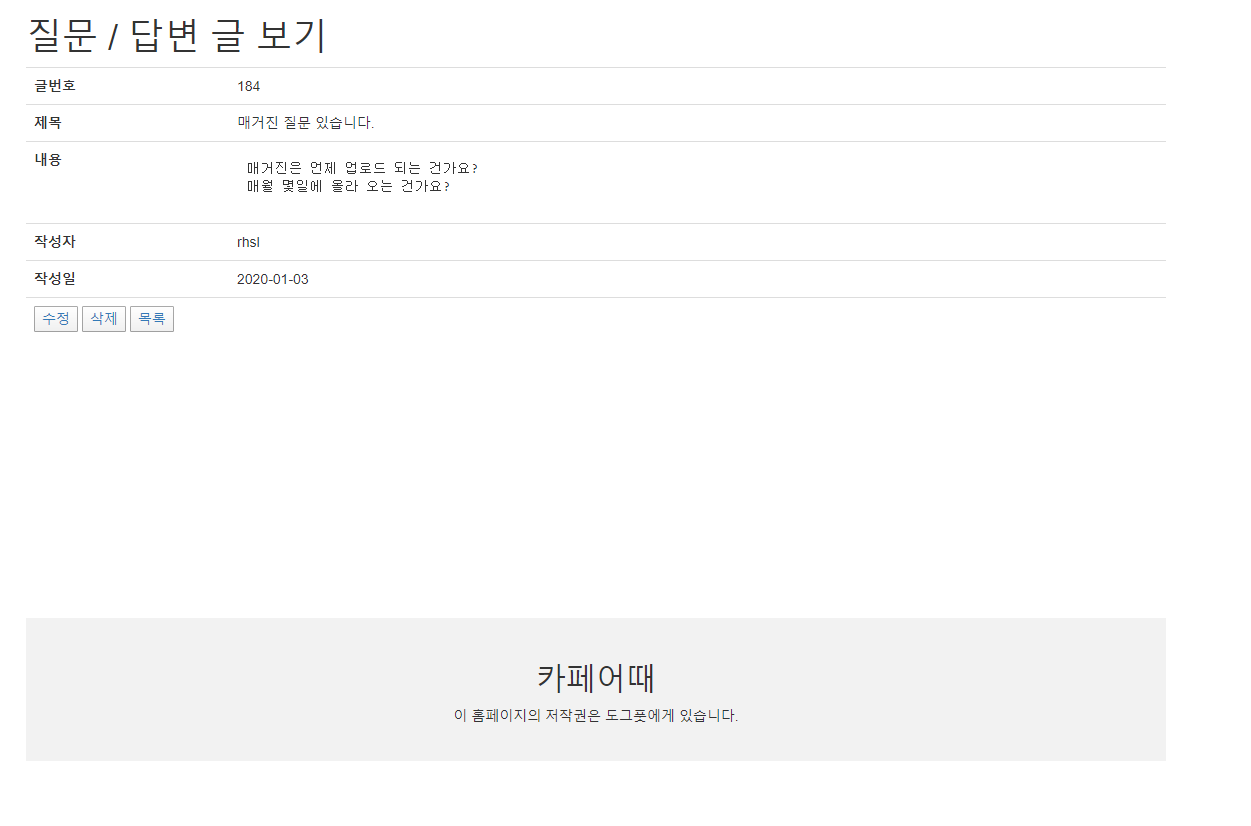 질문 / 답변 글 보기
글번호 184
제목 매거진 질문 있습니다.
내용 매거진은 언제 업로드 되는 건가요?
매월 몇일에 올라 오는 건가요?
작성자 rhsl
작성일 2020-01-03
수정 삭제 목록
카페어때
이 홈페이지의 저작권은 도그풋에게 있습니다.